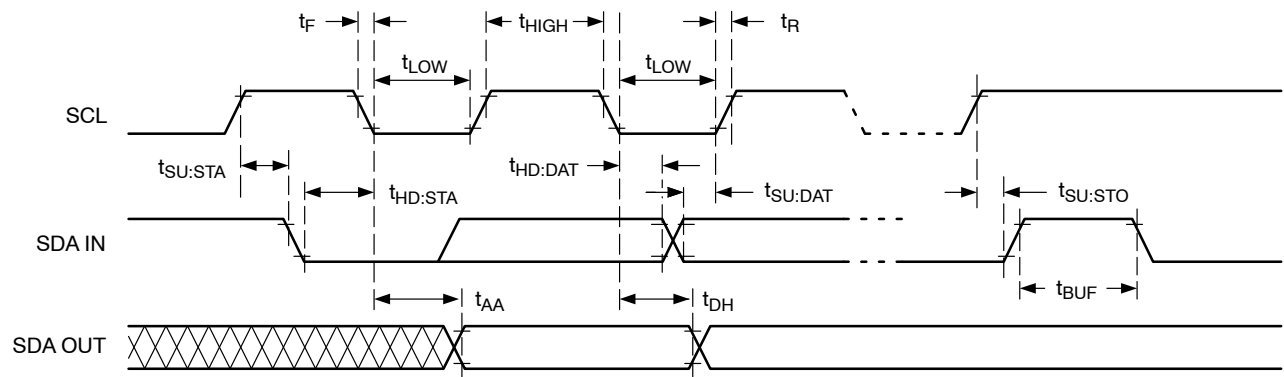 tF
tHIGH
tR
tLOW
tLOW
SCL
tSU:STA
tHD:DAT
tHD:STA
tSU:DAT
tSU:STO
SDA IN
tBUF
tAA
tDH
SDA OUT